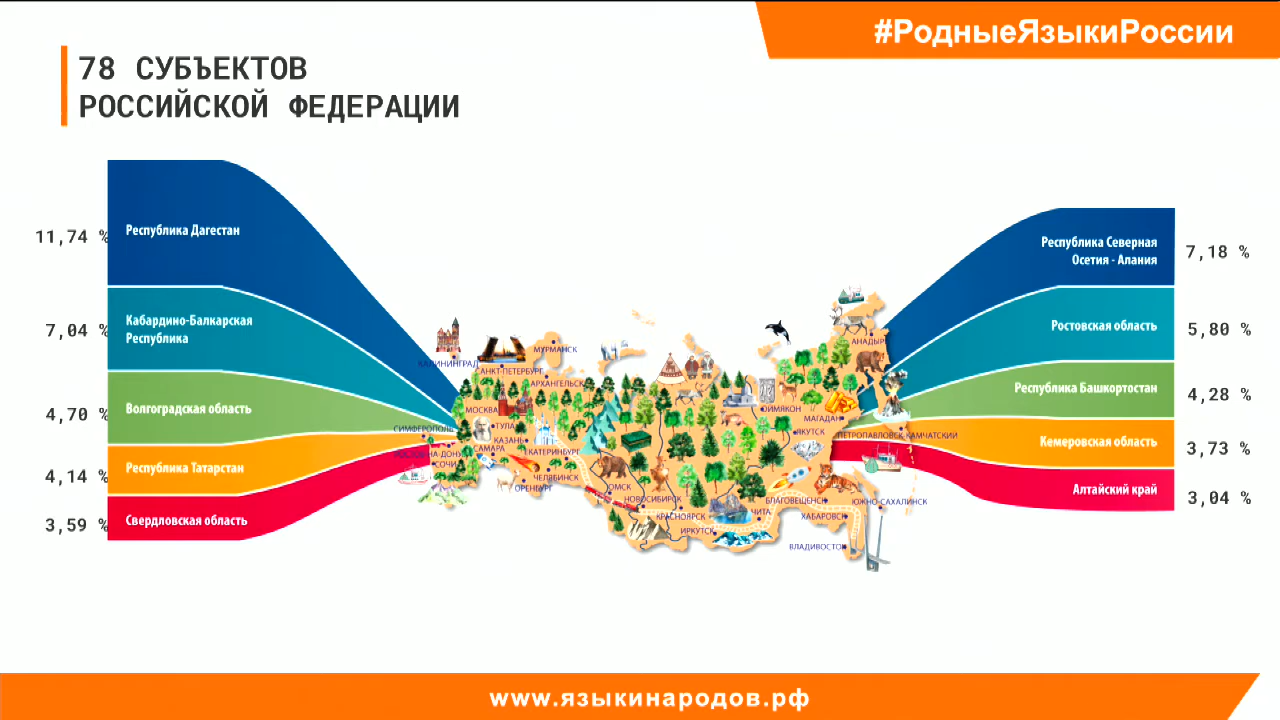 #РодныеЯзыкиРоссии
78 СУБЪЕКТОВ
РОССИЙСКОЙ ФЕДЕРАЦИИ
11,74 %
Республика Дагестан
7,04 %
Кабардино-Балкарская
Республика
4,70 %
Волгоградская область
4,14 %
Республика Татарстан
3,59 %
Свердловская область
Республика Северная
Осетия - Алания
7,18 %
Ростовская область
5,80 %
Республика Башкортостан
4,28 %
Кемеровская область
3,73 %
Алтайский край
3,04 %
КАЛИНИНГРАД
САНКТ-ПЕТЕРБУРГ
МУРМАНСК
АРХАНГЕЛЬСК
МОСКВА
ТУЛА
КАЗАНЬ
САМАРА
СИМФЕРОПОЛЬ
РОСТОВ-НА-ДОНУ
СОЧИ
ЕКАТЕРИНБУРГ
ЧЕЛЯБИНСК
ОРЕНБУРГ
ОМСК
НОВОСИБИРСК
КРАСНОЯРСК
ИРКУТСК
ЧИТА
БЛАГОВЕЩЕНСК
ХАБАРОВСК
ВЛАДИВОСТОК
ЮЖНО-САХАЛИНСК
ПЕТРОПАВЛОВСК-КАМЧАТСКИЙ
ЯКУТСК
МАГАДАН
ОЙМЯКОН
АНАДЫРЬ
www.языкинародов.рф